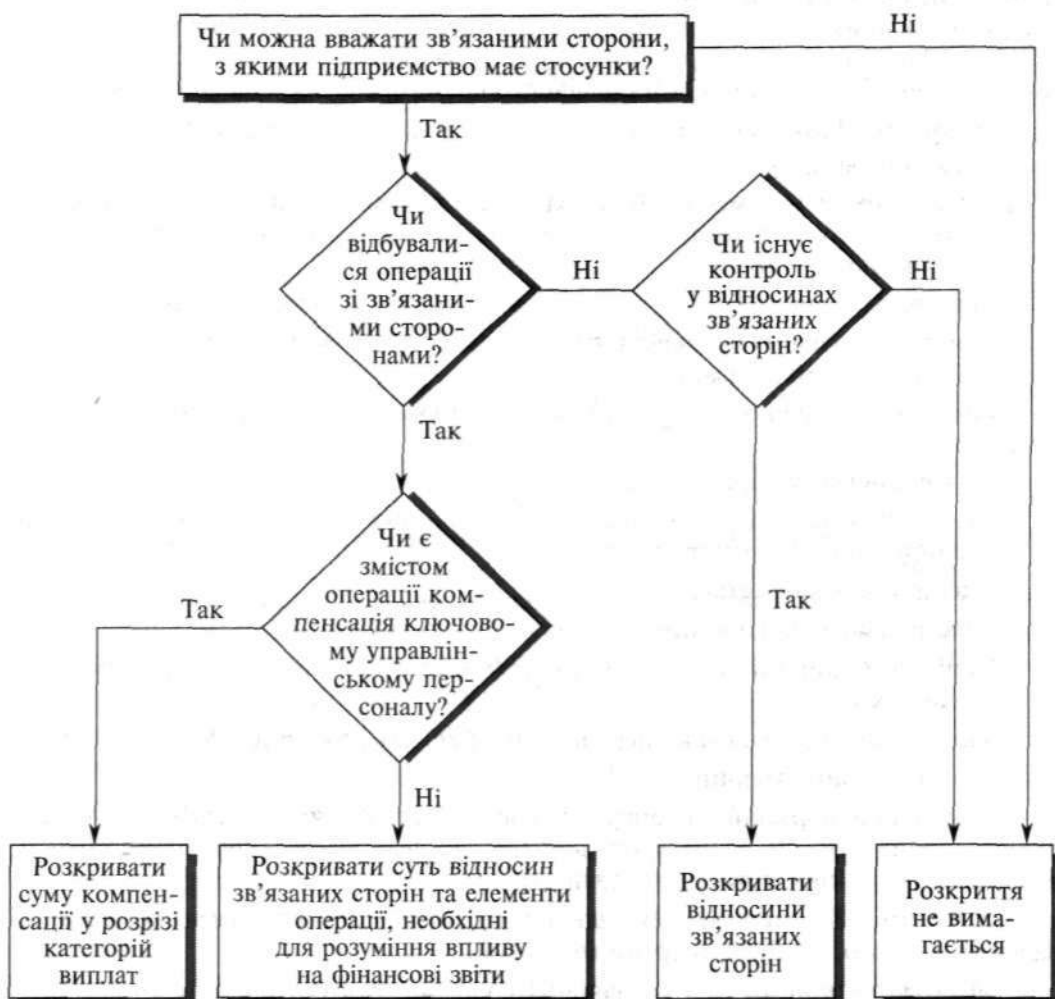 Чи можна вважати зв'язаними сторони,
з якими підприємство має стосунки?
Ні
Так
Чи
відбували-
ся операції
зі зв'язани-
ми сторо-
нами?
Ні
Чи існує
контроль
у відносинах
зв'язаних
сторін?
Ні
Так
Чи є
змістом
операції ком-
пенсація ключово-
му управлін-
ському пер-
соналу?
Так
Так
Ні
Розкривати
суму компен-
сації у розрізі
категорій
виплат
Розкривати суть відносин
зв'язаних сторін та елементи
операції, необхідні
для розуміння впливу
на фінансові звіти
Розкривати
відносини
зв'язаних
сторін
Розкриття
не вима-
гається